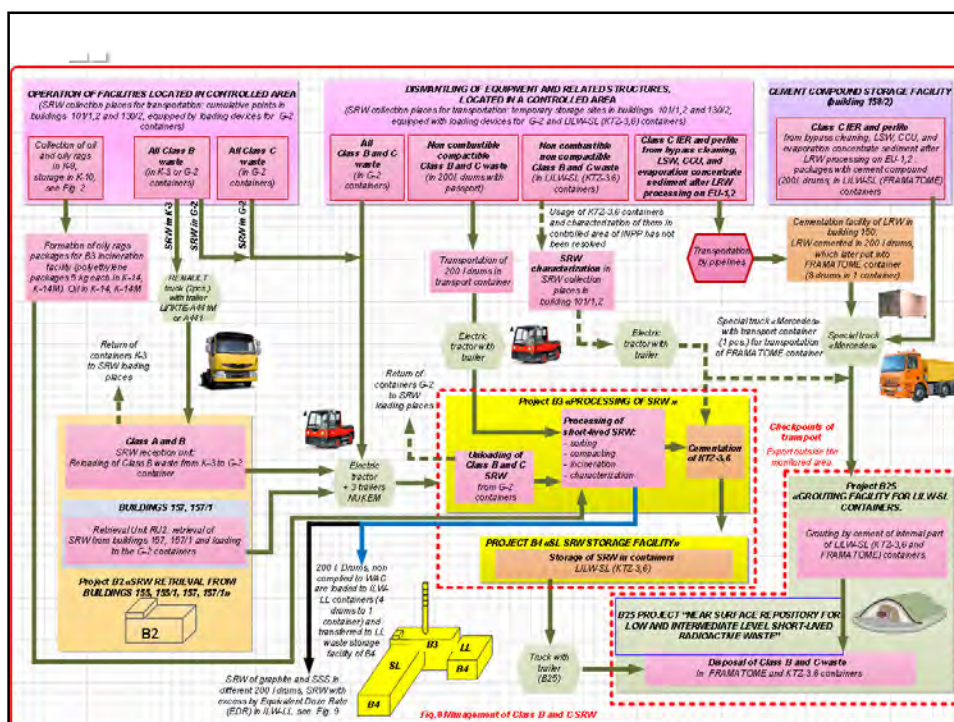 OPERATION OF FACILITIES LOCATED IN CONTROLLED AREA
(SRW collection places for transportation: cumulative points in
buildings 101/1,2 and 130/2, equipped by loading devices for G-2
containers)
Collection of oil
and oily rags
in K-9,
storage in K-10,
see Fig. 2
All Class B
waste
(in K-3 or G-2
containers)
All Class C
waste
(in G-2
containers)
DISMANTLING OF EQUIPMENT AND RELATED STRUCTURES,
LOCATED IN A CONTROLLED AREA
(SRW collection places for transportation: temporary storage sites in buildings 101/1,2 and 130/2,
equipped with loading devices for G-2 and LILW-SL (KTZ-3,6) containers)
All
Class B and C
waste
(in G-2
containers)
Non combustible
compactible
Class B and C waste
(in 200 l drums with
passport)
Non combustible
non compactible
Class B and C waste
(in LILW-SL (KTZ-3,6)
containers)
Class C IER and perlite
from bypass cleaning,
LSW, CCU, and
evaporation concentrate
sediment after LRW
processing on EU-1,2
CEMENT COMPOUND STORAGE FACILITY
(building 158/2)
Class C IER and perlite
from bypass cleaning, LSW, CCU, and
evaporation concentrate sediment after
LRW processing on EU-1,2,
packages with cement compound
(200 l drums, in LILW-SL (FRAMATOME)
containers
SRW in K-3
SRW in G-2
SRW in G-2
Formation of oily rags
packages for B3 incineration
facility (polyethylene
packages 5 kg each in K-14,
K-14M). Oil in K-14, K-14M
RENAULT
truck (2pcs.)
with trailer
UNKTE-A441M
or A441
Usage of KTZ-3,6 containers
and characterization of them in
controlled area of INPP has not
been resolved
Transportation of
200 l drums in
transport container
SRW
characterization in
SRW collection
places in
building 101/1,2
Transportation
by pipelines
Cementation facility of LRW in
building 150;
LRW cemented in 200 l drums,
which later put into
FRAMATOME container
(8 drums in 1 container)
Return of
containers K-3
to SRW loading
places
Electric
tractor with
trailer
Electric
tractor with
trailer
Special truck «Mercedes»
with transport container
(1 pcs.) for transportation
of FRAMATOME container
Special truck
«Mercedes»
Return of
containers G-2
to SRW
loading places
Class A and B
SRW reception unit:
Reloading of Class B waste from K-3 to G-2
container
BUILDINGS 157, 157/1
Retrieval Unit RU2, retrieval of
SRW from buildings 157, 157/1 and loading
to the G-2 containers
Project B2 «SRW RETRILVAL FROM
BUILDINGS 155, 155/1, 157, 157/1»
B2
Electric
tractor
+ 3 trailers
NUKEM
Project B3 «PROCESSING OF SRW»
Unloading of
Class B and C
SRW
from G-2
containers
Processing of
short-lived SRW:
- sorting
- compacting
- incineration
- characterization
Cementation
of KTZ-3,6
PROJECT B4 «SL SRW STORAGE FACILITY»
Storage of SRW in containers
LILW-SL (KTZ-3,6)
Checkpoints of
transport
Export outside the
monitored area.
Project B25
«GROUTING FACILITY FOR LILW-SL
CONTAINERS.
Grouting by cement of internal part
of LILW-SL (KTZ-3,6 and
FRAMATOME) containers.
200 l Drums, non
complied to WAC
are loaded to ILW-
LL containers (4
drums to 1
container) and
transferred to LL
waste storage
facility of B4
B3
LL
SL
B4
B4
B25 PROJECT "NEAR SURFACE REPOSITORY FOR
LOW AND INTERMEDIATE LEVEL SHORT-LIVED
RADIOACTIVE WASTE"
Truck with
trailer
(B25)
Disposal of Class B and C waste
in FRAMATOME and KTZ-3,6 containers
SRW of graphite and SSS in
different 200 l drums, SRW with
excess by Equivalent Dose Rate
(EDR) in ILW-LL see. Fig. 9
Fig.8 Management of Class B and C SRW